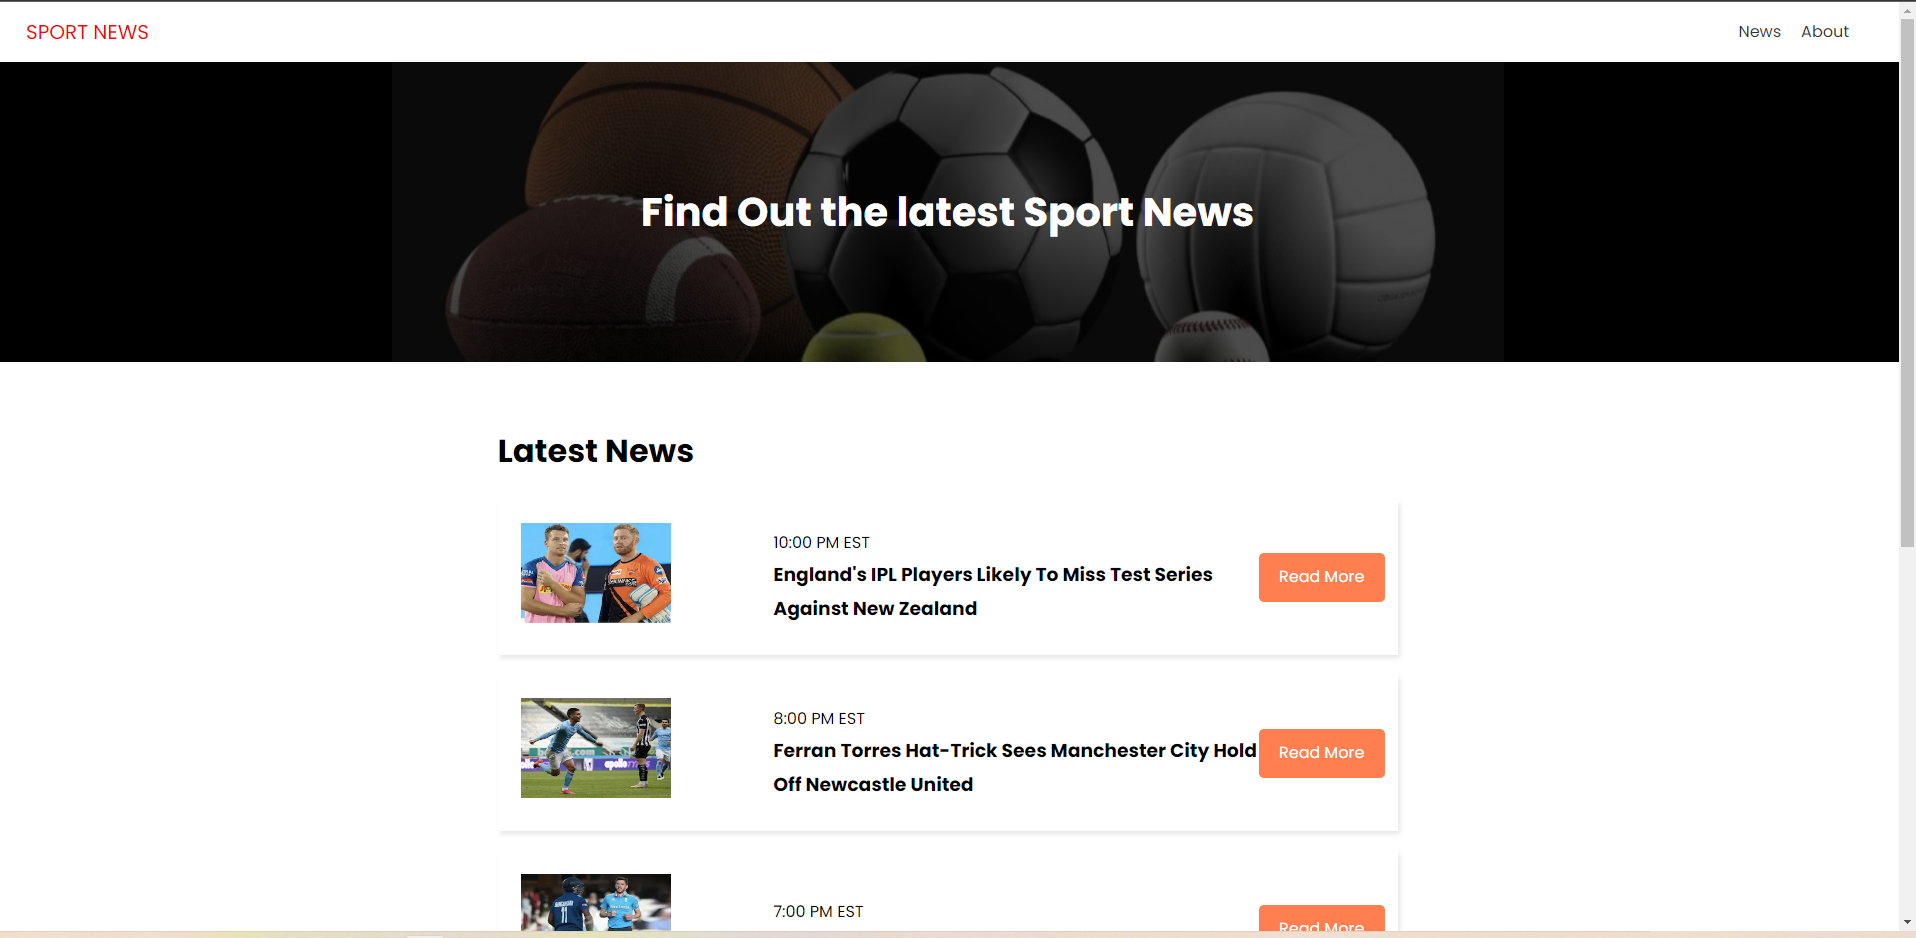 SPORT NEWS
News About
Find Out the latest Sport News
Latest News
10:00 PM EST
England's IPL Players Likely To Miss Test Series
Against New Zealand
Read More
8:00 PM EST
Ferran Torres Hat-Trick Sees Manchester City Hold
Off Newcastle United
Read More
11
7:00 PM EST
Read More